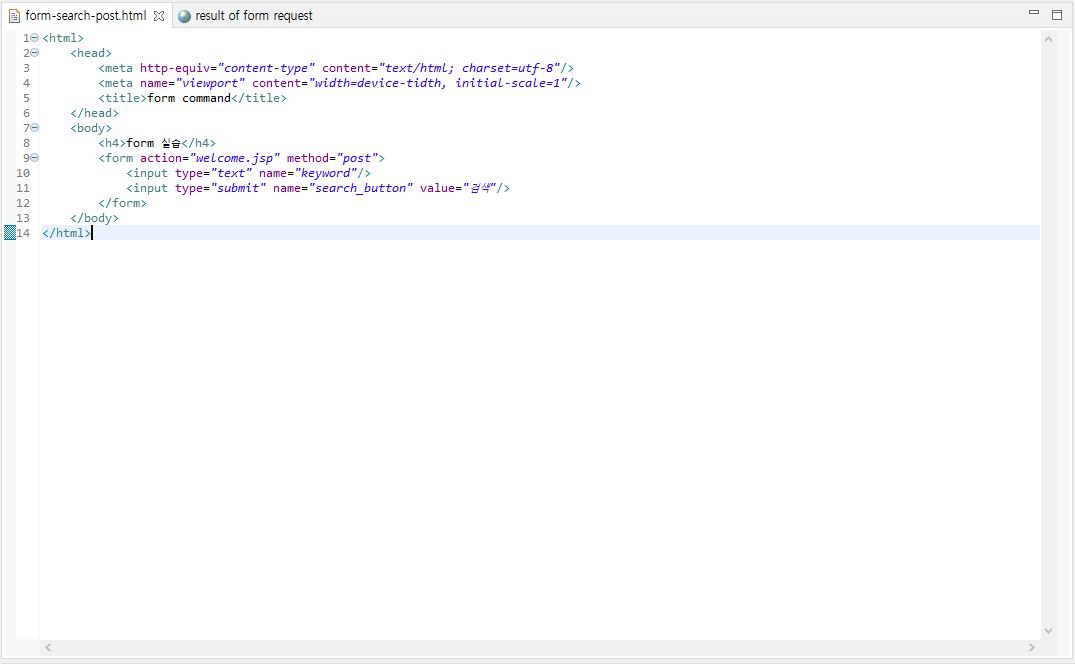 form-search-post.html result of form request
1 <html>
2 <head>
3 <meta http-equiv="content-type" content="text/html; charset=utf-8"/>
4 <meta name="viewport" content="width=device-tidth, initial-scale=1"/>
5 <title>form command</title>
6 </head>
7 <body>
8 <h4>form 실습</h4>
9 <form action="welcome.jsp" method="post">
10 <input type="text" name="keyword"/>
11 <input type="submit" name="search_button" value="검색"/>
12 </form>
13 </body>
14 </html>